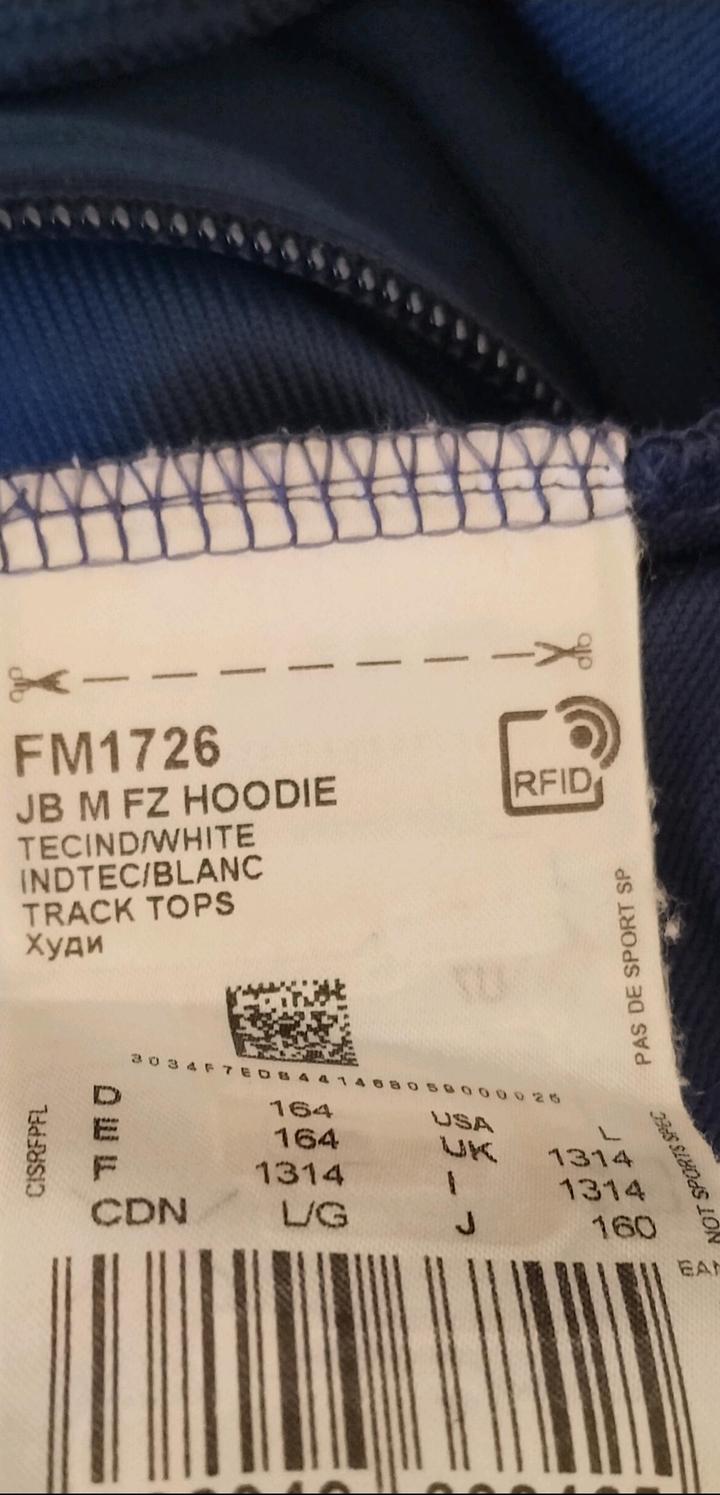 FM1726
JB M FZ HOODIE
TECIND/WHITE
INDTEC/BLANC
TRACK TOPS
Худи
RFID
PAS DE SPORT SP
CISRFPFL
D 164 USA L
E 164 UK 1314
F 1314 I 1314
CDN L/G J 160
NOT SPORTS SPEC